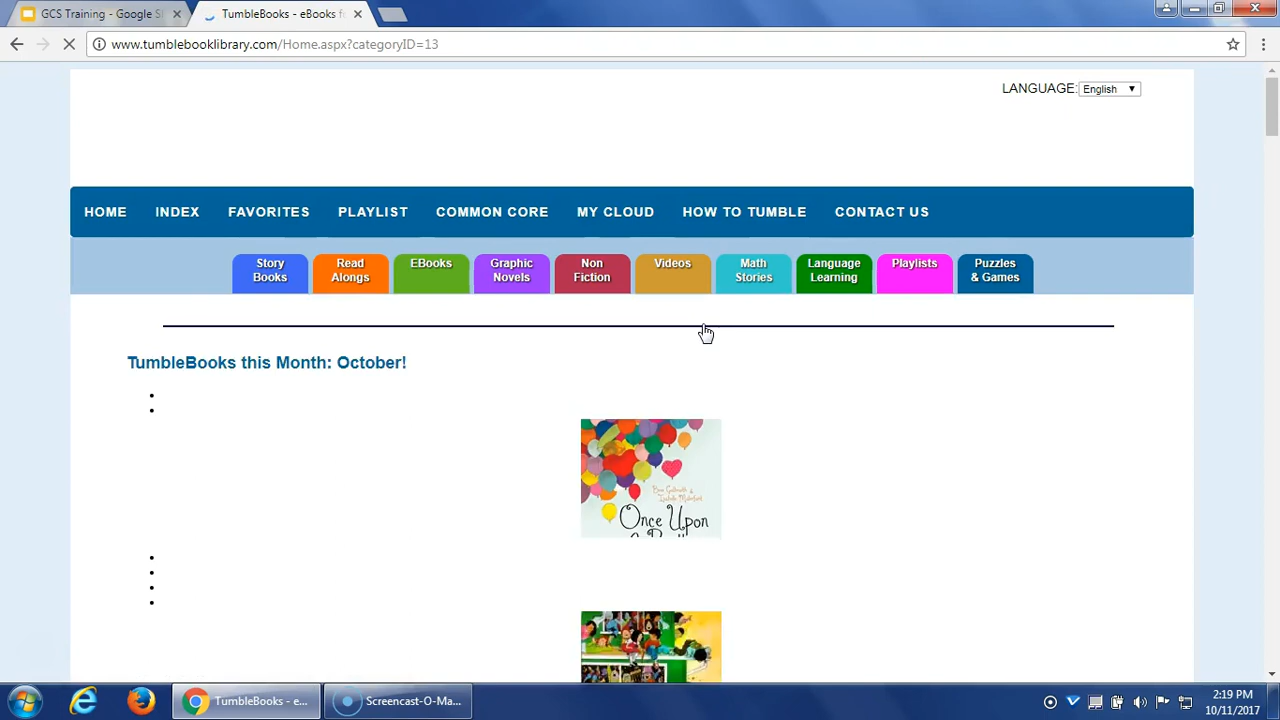 GCS Training - Google Sl
TumbleBooks - eBooks fo
www.tumblebooklibrary.com/Home.aspx?categoryID=13
LANGUAGE: English
HOME INDEX FAVORITES PLAYLIST COMMON CORE MY CLOUD HOW TO TUMBLE CONTACT US
Story Books
Read Alongs
EBooks
Graphic Novels
Non Fiction
Videos
Math Stories
Language Learning
Playlists
Puzzles & Games
TumbleBooks this Month: October!
Once Upon
TumbleBooks - e...
Screencast-O-Ma...
2:19 PM
10/11/2017